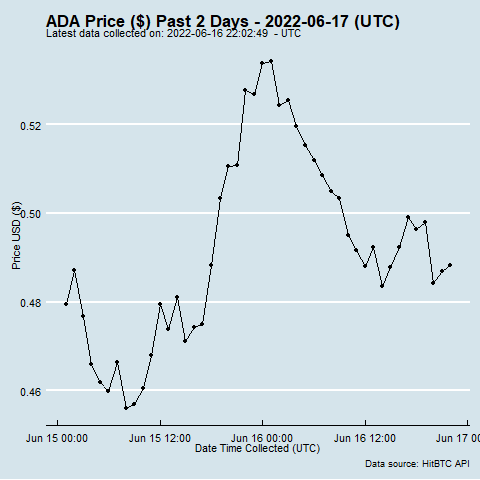 ADA Price ($) Past 2 Days - 2022-06-17 (UTC)
Latest data collected on: 2022-06-16 22:02:49 - UTC
0.52
0.50
0.48
0.46
Price USD ($)
Jun 15 00:00 Jun 15 12:00 Jun 16 00:00 Jun 16 12:00 Jun 17 00
Date Time Collected (UTC)
Data source: HitBTC API